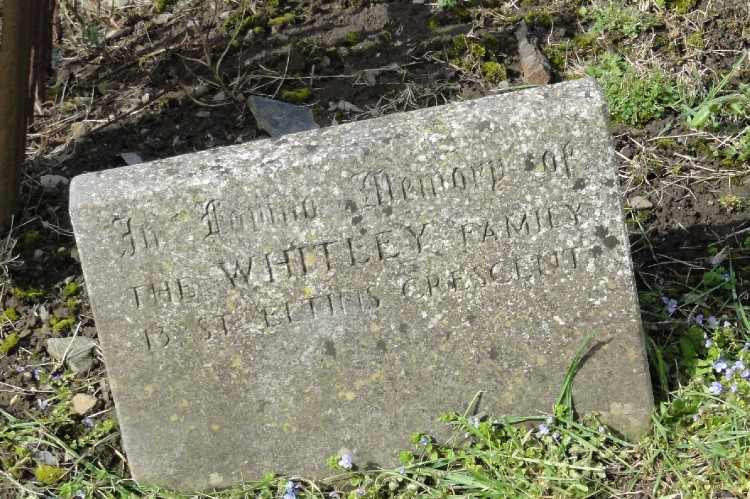 In Loving Memory of
THE WHITLEY FAMILY
13 ST. ELTINS CRESCENT